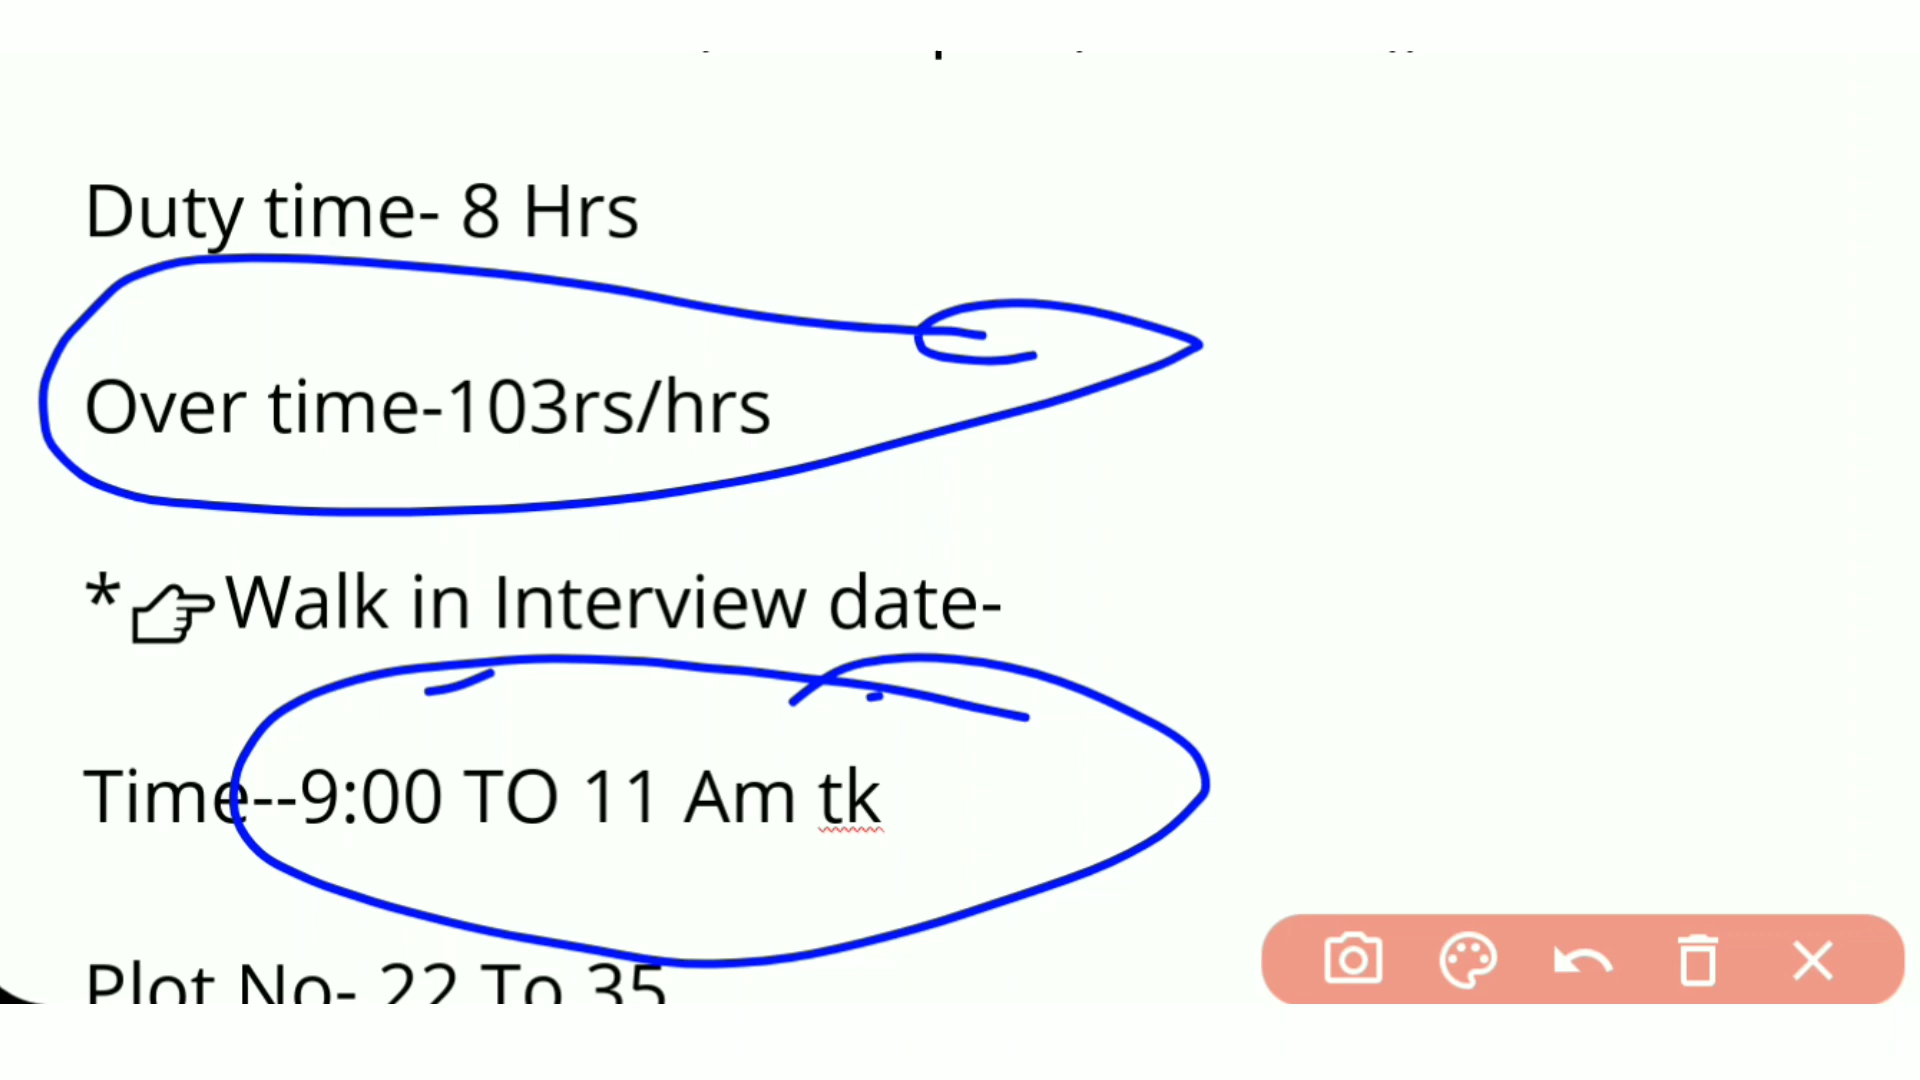 Duty time- 8 Hrs
Over time-103rs/hrs
*👉Walk in Interview date-
Time--9:00 TO 11 Am tk
Plot No- 22 To 35